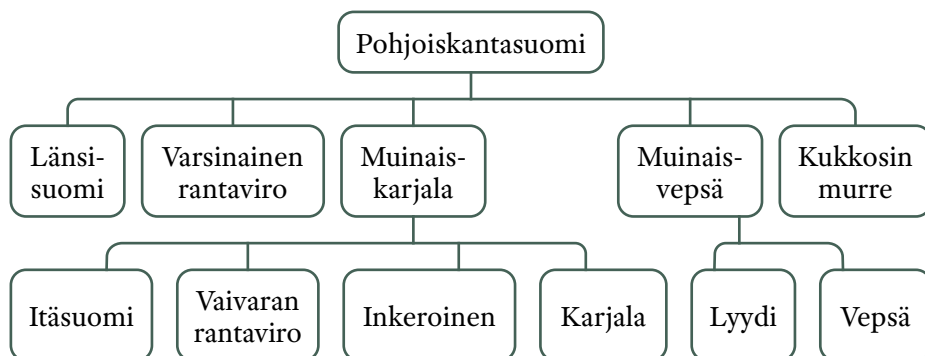 Pohjoiskantasuomi
Länsi-
suomi
Varsinainen
rantaviro
Muinais-
karjala
Muinais-
vepsä
Kukkosin
murre
Itäsuomi
Vaivaran
rantaviro
Inkeroinen
Karjala
Lyydi
Vepsä